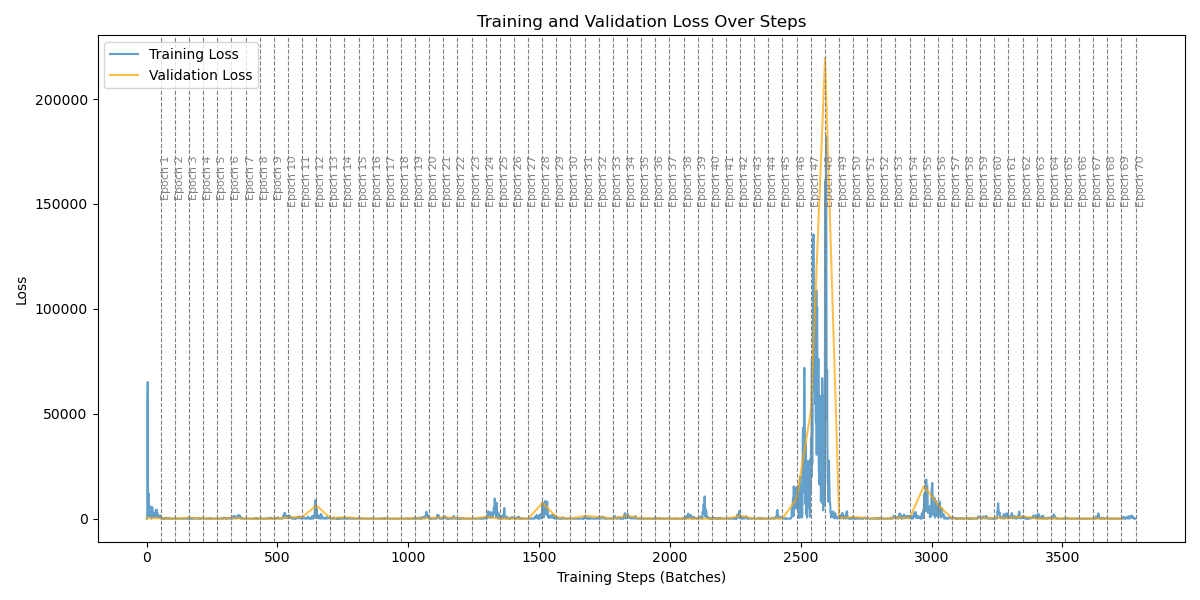 Training and Validation Loss Over Steps
Training Loss
Validation Loss
200000
150000
100000
50000
0
Loss
Epoch 1
Epoch 2
Epoch 3
Epoch 4
Epoch 5
Epoch 6
Epoch 7
Epoch 8
Epoch 9
Epoch 10
Epoch 11
Epoch 12
Epoch 13
Epoch 14
Epoch 15
Epoch 16
Epoch 17
Epoch 18
Epoch 19
Epoch 20
Epoch 21
Epoch 22
Epoch 23
Epoch 24
Epoch 25
Epoch 26
Epoch 27
Epoch 28
Epoch 29
Epoch 30
Epoch 31
Epoch 32
Epoch 33
Epoch 34
Epoch 35
Epoch 36
Epoch 37
Epoch 38
Epoch 39
Epoch 40
Epoch 41
Epoch 42
Epoch 43
Epoch 44
Epoch 45
Epoch 46
Epoch 47
Epoch 48
Epoch 49
Epoch 50
Epoch 51
Epoch 52
Epoch 53
Epoch 54
Epoch 55
Epoch 56
Epoch 57
Epoch 58
Epoch 59
Epoch 60
Epoch 61
Epoch 62
Epoch 63
Epoch 64
Epoch 65
Epoch 66
Epoch 67
Epoch 68
Epoch 69
Epoch 70
0 500 1000 1500 2000 2500 3000 3500
Training Steps (Batches)